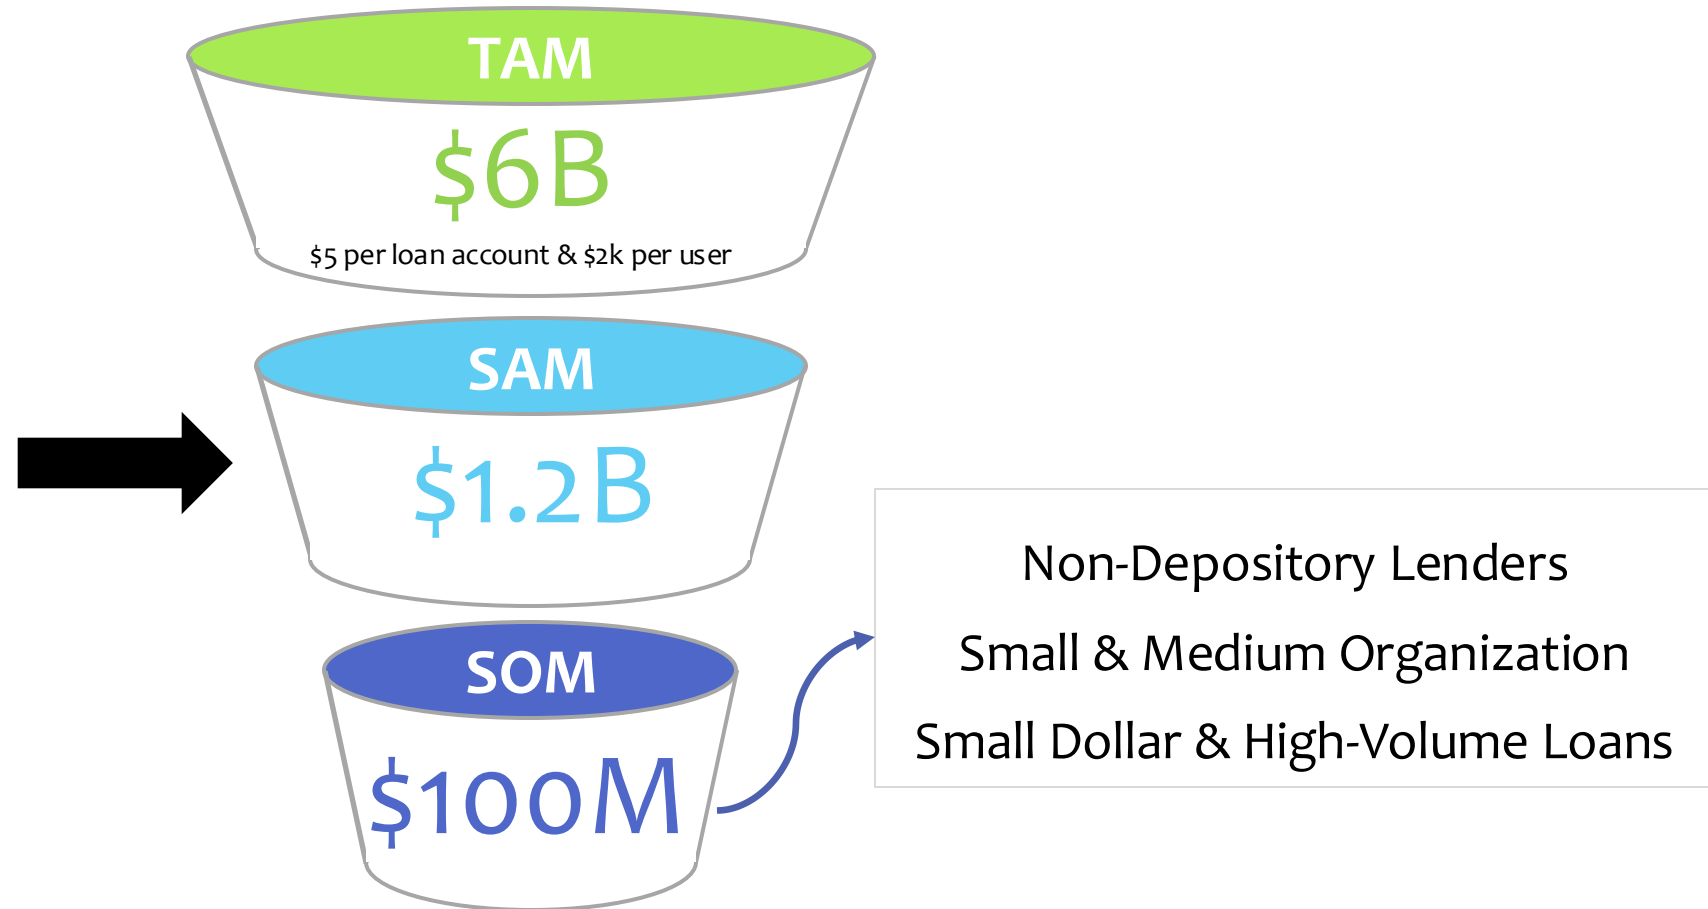 TAM
$6B
$5 per loan account & $2k per user
SAM
$1.2B
SOM
$100M
Non-Depository Lenders
Small & Medium Organization
Small Dollar & High-Volume Loans